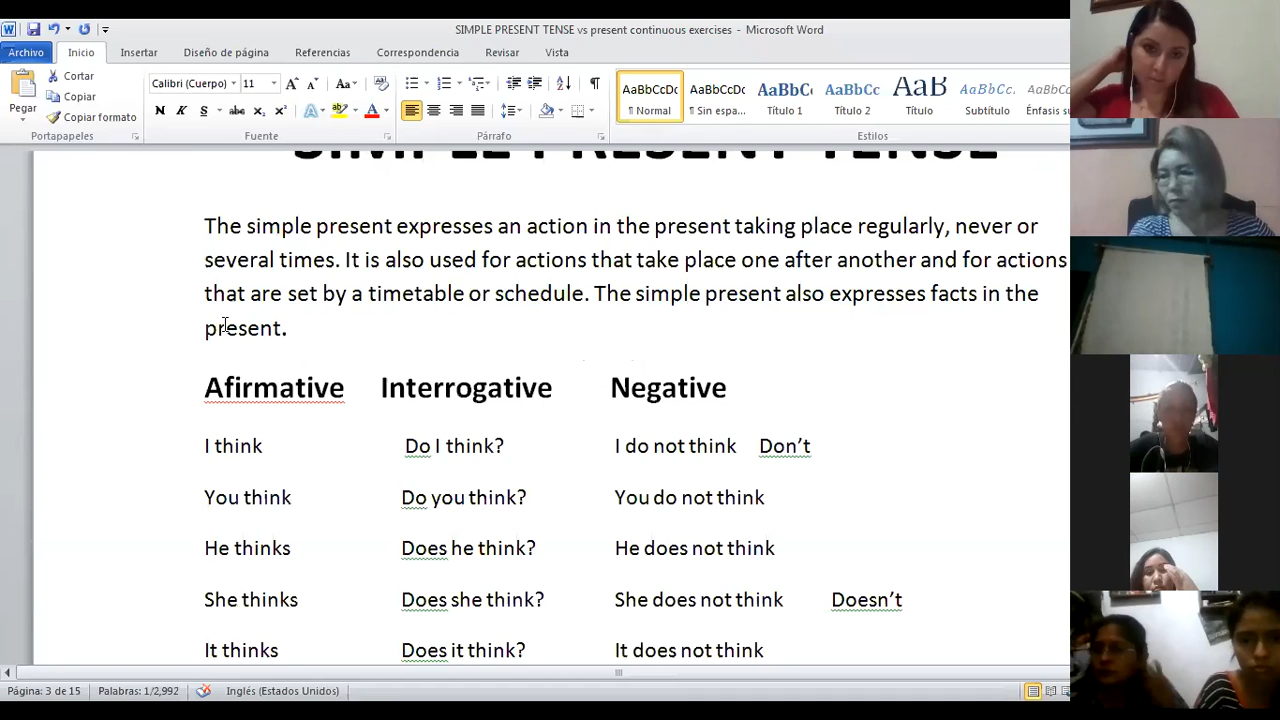 SIMPLE PRESENT TENSE vs present continuous exercises - Microsoft Word
Archivo Inicio Insertar Diseño de página Referencias Correspondencia Revisar Vista
Pegar
Cortar
Copiar
Copiar formato
Portapapeles
Calibri (Cuerpo) 11
N K S abc x₂ x²
Fuente
Párrafo
AaBbCcDc AaBbCcDc AaBbC AaBbCc AaB AaBbCc. AaBbCc
¶ Normal ¶ Sin espa... Título 1 Título 2 Título Subtítulo Énfasis s
Estilos
SIMPLE PRESENT TENSE
The simple present expresses an action in the present taking place regularly, never or
several times. It is also used for actions that take place one after another and for actions
that are set by a timetable or schedule. The simple present also expresses facts in the
present.
Afirmative Interrogative Negative
I think Do I think? I do not think Don’t
You think Do you think? You do not think
He thinks Does he think? He does not think
She thinks Does she think? She does not think Doesn’t
It thinks Does it think? It does not think
Página: 3 de 15 Palabras: 1/2,992 Inglés (Estados Unidos)